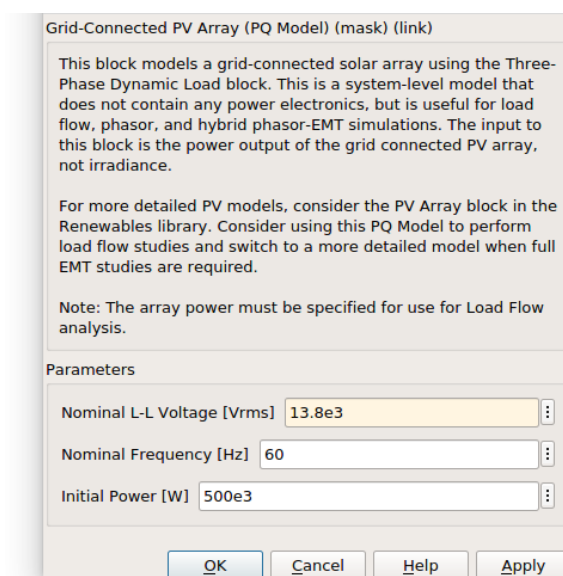 Grid-Connected PV Array (PQ Model) (mask) (link)
This block models a grid-connected solar array using the Three-
Phase Dynamic Load block. This is a system-level model that
does not contain any power electronics, but is useful for load
flow, phasor, and hybrid phasor-EMT simulations. The input to
this block is the power output of the grid connected PV array,
not irradiance.
For more detailed PV models, consider the PV Array block in the
Renewables library. Consider using this PQ Model to perform
load flow studies and switch to a more detailed model when full
EMT studies are required.
Note: The array power must be specified for use for Load Flow
analysis.
Parameters
Nominal L-L Voltage [Vrms] 13.8e3
Nominal Frequency [Hz] 60
Initial Power [W] 500e3
OK Cancel Help Apply